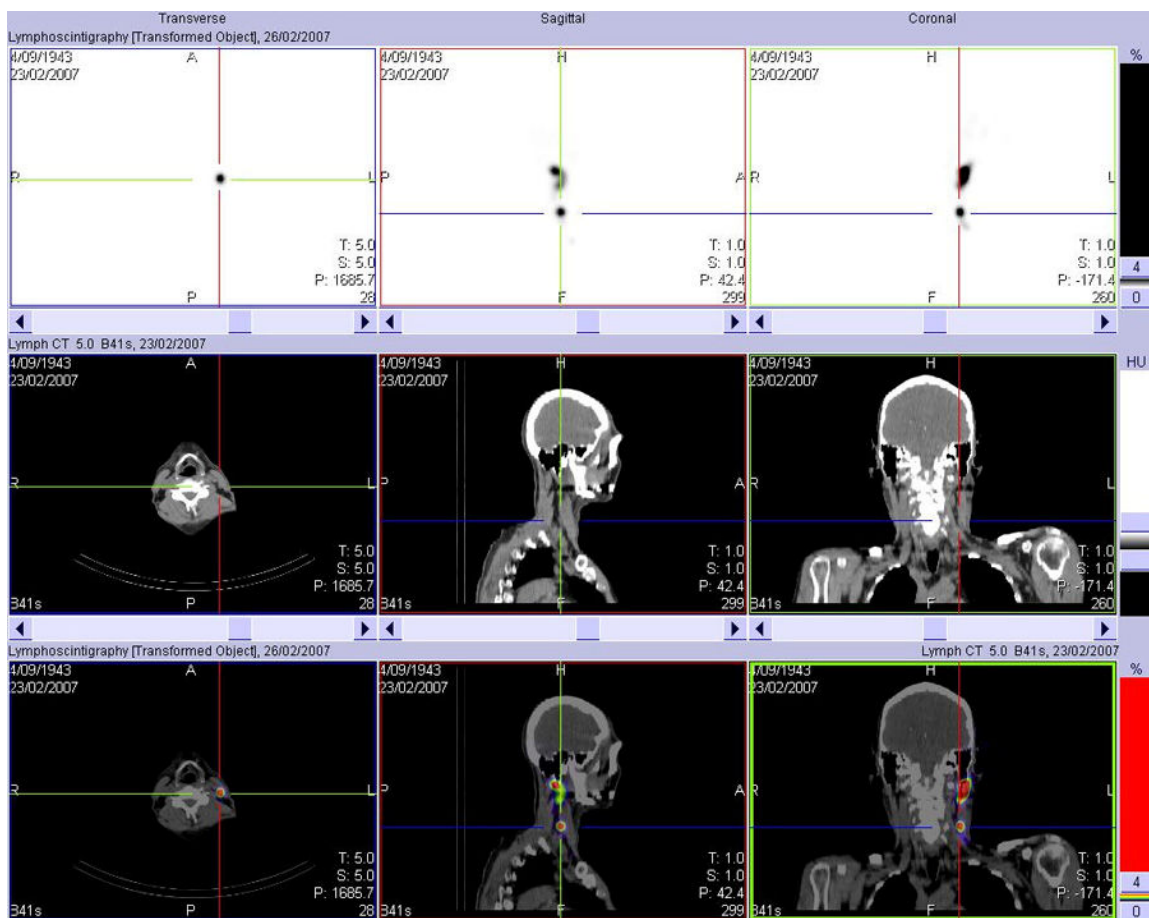 Transverse Sagittal Coronal
Lymphoscintigraphy [Transformed Object], 26/02/2007
4/09/1943 A 4/09/1943 H 4/09/1943 H %
23/02/2007 23/02/2007 23/02/2007
R L P A R L
T: 5.0 T: 1.0 T: 1.0
S: 5.0 S: 1.0 S: 1.0 4
P: 1685.7 P: 42.4 P: -171.4
P 28 F 299 F 260 0
Lymph CT 5.0 B41s, 23/02/2007
4/09/1943 A 4/09/1943 H 4/09/1943 H HU
23/02/2007 23/02/2007 23/02/2007
R L P A R L
T: 5.0 T: 1.0 T: 1.0
S: 5.0 S: 1.0 S: 1.0
P: 1685.7 P: 42.4 P: -171.4
B41s P 28 B41s F 299 B41s F 260
Lymphoscintigraphy [Transformed Object], 26/02/2007 Lymph CT 5.0 B41s, 23/02/2007
4/09/1943 A 4/09/1943 H 4/09/1943 H %
23/02/2007 23/02/2007 23/02/2007
R L P A R L
T: 5.0 T: 1.0 T: 1.0
S: 5.0 S: 1.0 S: 1.0 4
P: 1685.7 P: 42.4 P: -171.4
B41s P 28 B41s F 299 B41s F 260 0